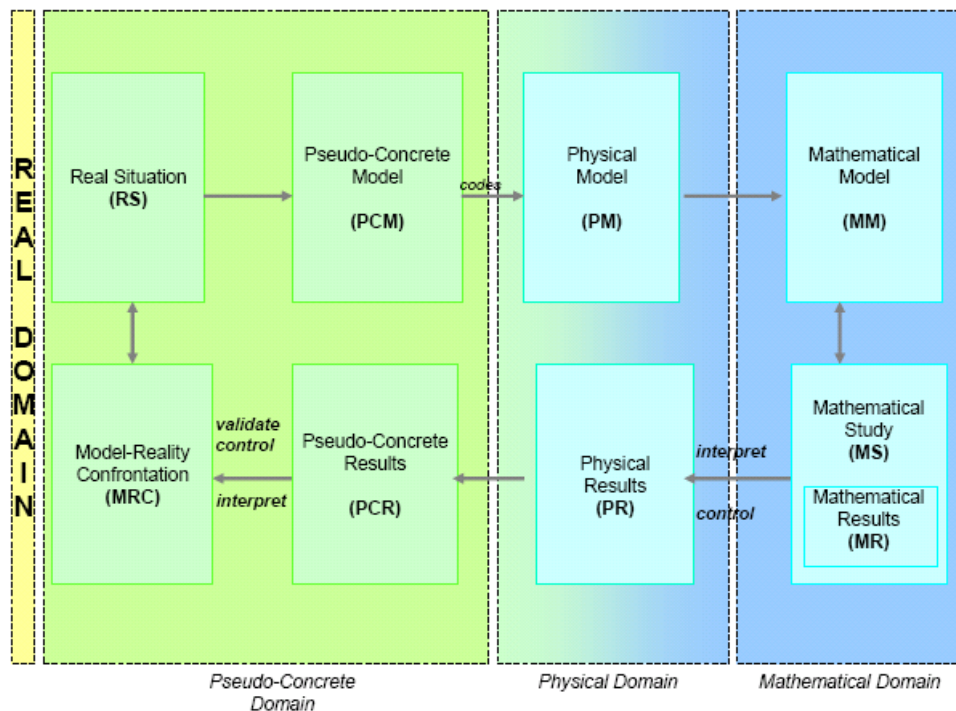 REAL DOMAIN
Real Situation
(RS)
Pseudo-Concrete
Model
(PCM)
codes
Physical
Model
(PM)
Mathematical
Model
(MM)
Model-Reality
Confrontation
(MRC)
validate
control
interpret
Pseudo-Concrete
Results
(PCR)
Physical
Results
(PR)
interpret
control
Mathematical
Study
(MS)
Mathematical
Results
(MR)
Pseudo-Concrete
Domain
Physical Domain
Mathematical Domain